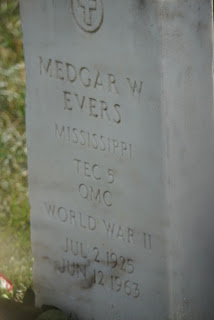 MEDGAR W
EVERS
MISSISSIPPI
TEC 5
QMC
WORLD WAR II
JUL 2 1925
JUN 12 1963